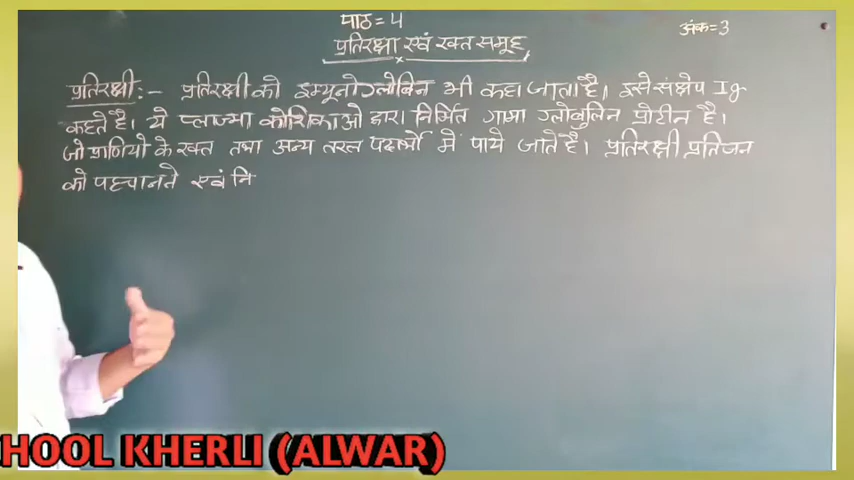 पाठ = 4
अंक = 3
प्रतिरक्षा एवं रक्त समूह
प्रतिरक्षी :- प्रतिरक्षी को इम्यूनोग्लोबिन भी कहा जाता है। इसे संक्षेप Ig
कहते है। ये प्लाज्मा कोशिकाओ द्वारा निर्मित गामा ग्लोबुलिन प्रोटीन है।
जो प्राणियो के रक्त तथा अन्य तरल पदार्थो में पाये जाते है। प्रतिरक्षी प्रतिजन
को पहचानते एवं नि
HOOL KHERLI (ALWAR)